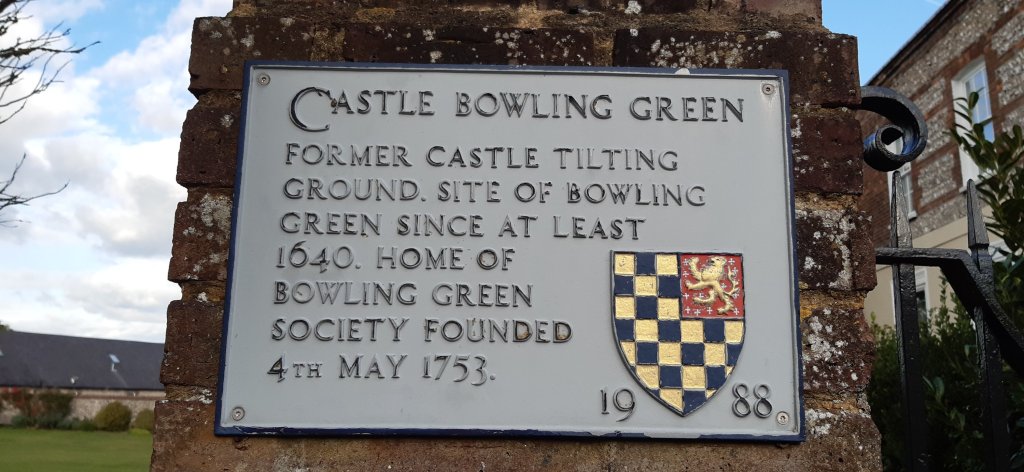 CASTLE BOWLING GREEN
FORMER CASTLE TILTING
GROUND. SITE OF BOWLING
GREEN SINCE AT LEAST
1640. HOME OF
BOWLING GREEN
SOCIETY FOUNDED
4TH MAY 1753.
19 88